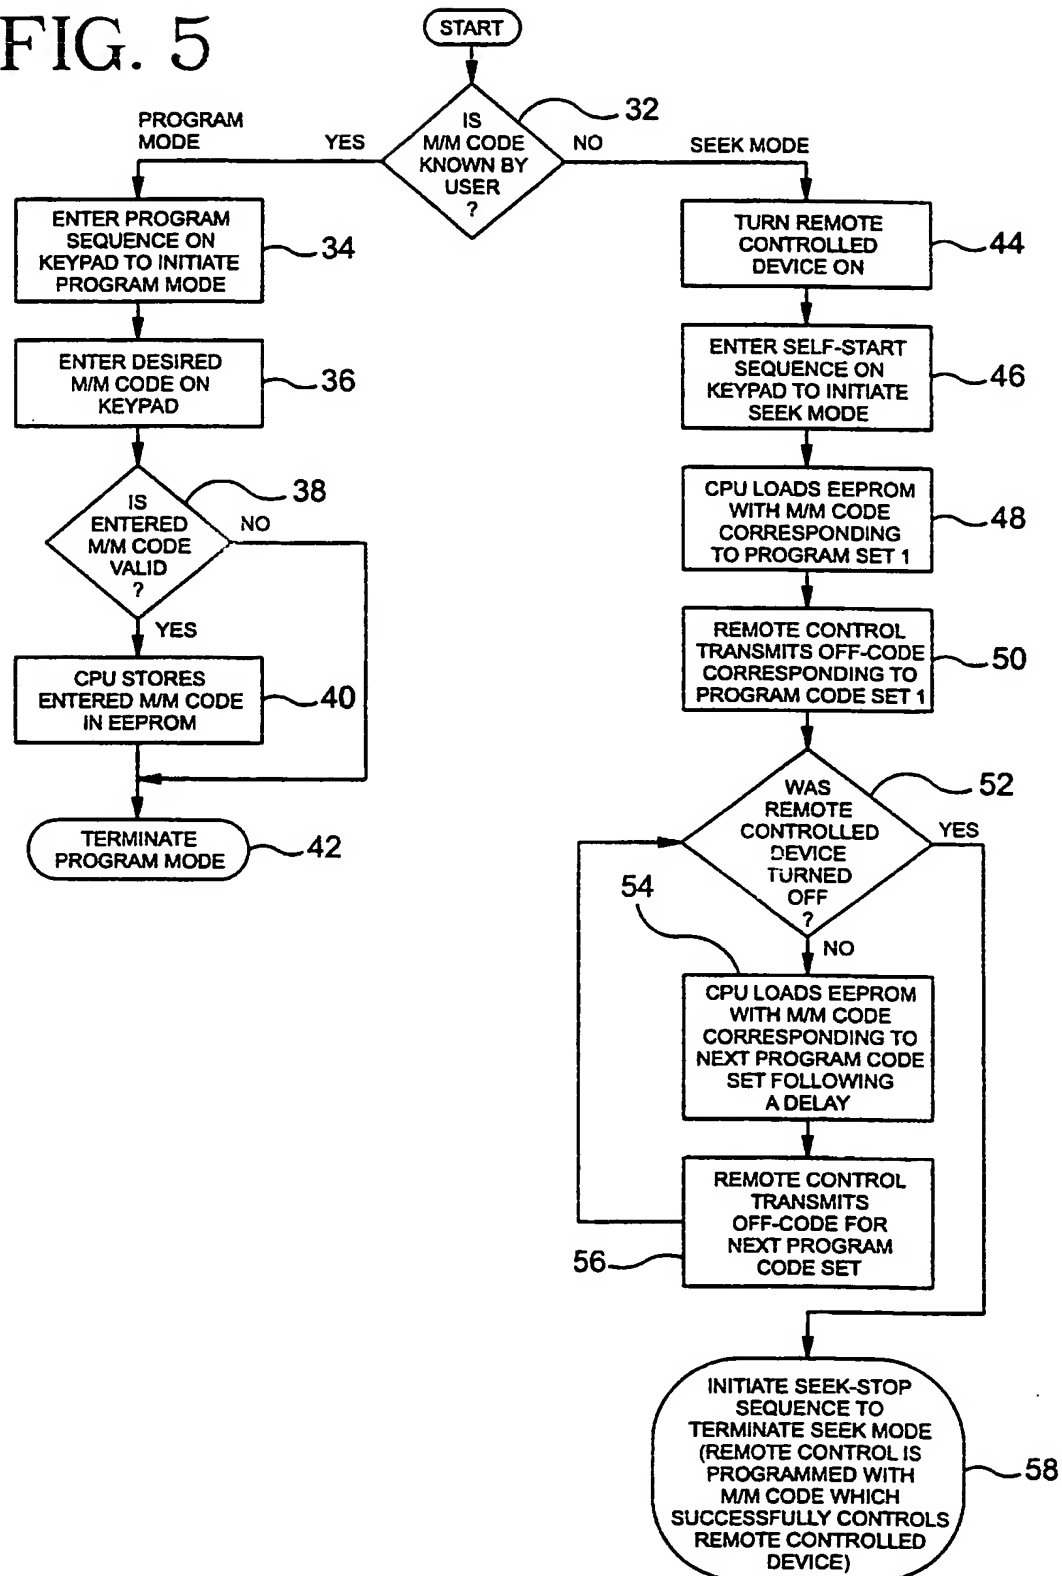 FIG. 5
START
IS
M/M CODE
KNOWN BY
USER
?
32
PROGRAM
MODE
YES
NO
SEEK MODE
ENTER PROGRAM
SEQUENCE ON
KEYPAD TO INITIATE
PROGRAM MODE
34
ENTER DESIRED
M/M CODE ON
KEYPAD
36
IS
ENTERED
M/M CODE
VALID
?
38
NO
YES
CPU STORES
ENTERED M/M CODE
IN EEPROM
40
TERMINATE
PROGRAM MODE
42
TURN REMOTE
CONTROLLED
DEVICE ON
44
ENTER SELF-START
SEQUENCE ON
KEYPAD TO INITIATE
SEEK MODE
46
CPU LOADS EEPROM
WITH M/M CODE
CORRESPONDING
TO PROGRAM SET 1
48
REMOTE CONTROL
TRANSMITS OFF-CODE
CORRESPONDING TO
PROGRAM CODE SET 1
50
WAS
REMOTE
CONTROLLED
DEVICE
TURNED
OFF
?
52
YES
NO
54
CPU LOADS EEPROM
WITH M/M CODE
CORRESPONDING TO
NEXT PROGRAM CODE
SET FOLLOWING
A DELAY
REMOTE CONTROL
TRANSMITS
OFF-CODE FOR
NEXT PROGRAM
CODE SET
56
INITIATE SEEK-STOP
SEQUENCE TO
TERMINATE SEEK MODE
(REMOTE CONTROL IS
PROGRAMMED WITH
M/M CODE WHICH
SUCCESSFULLY CONTROLS
REMOTE CONTROLLED
DEVICE)
58